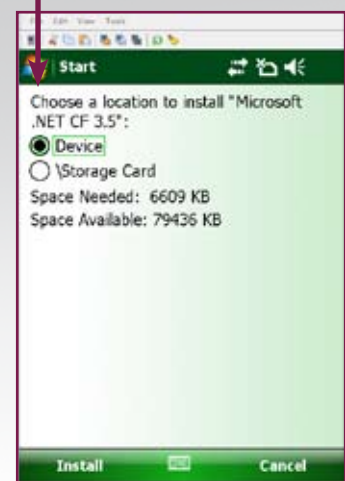 File Edit View Tools
Start
Choose a location to install "Microsoft
.NET CF 3.5":
Device
\Storage Card
Space Needed: 6609 KB
Space Available: 79436 KB
Install Cancel